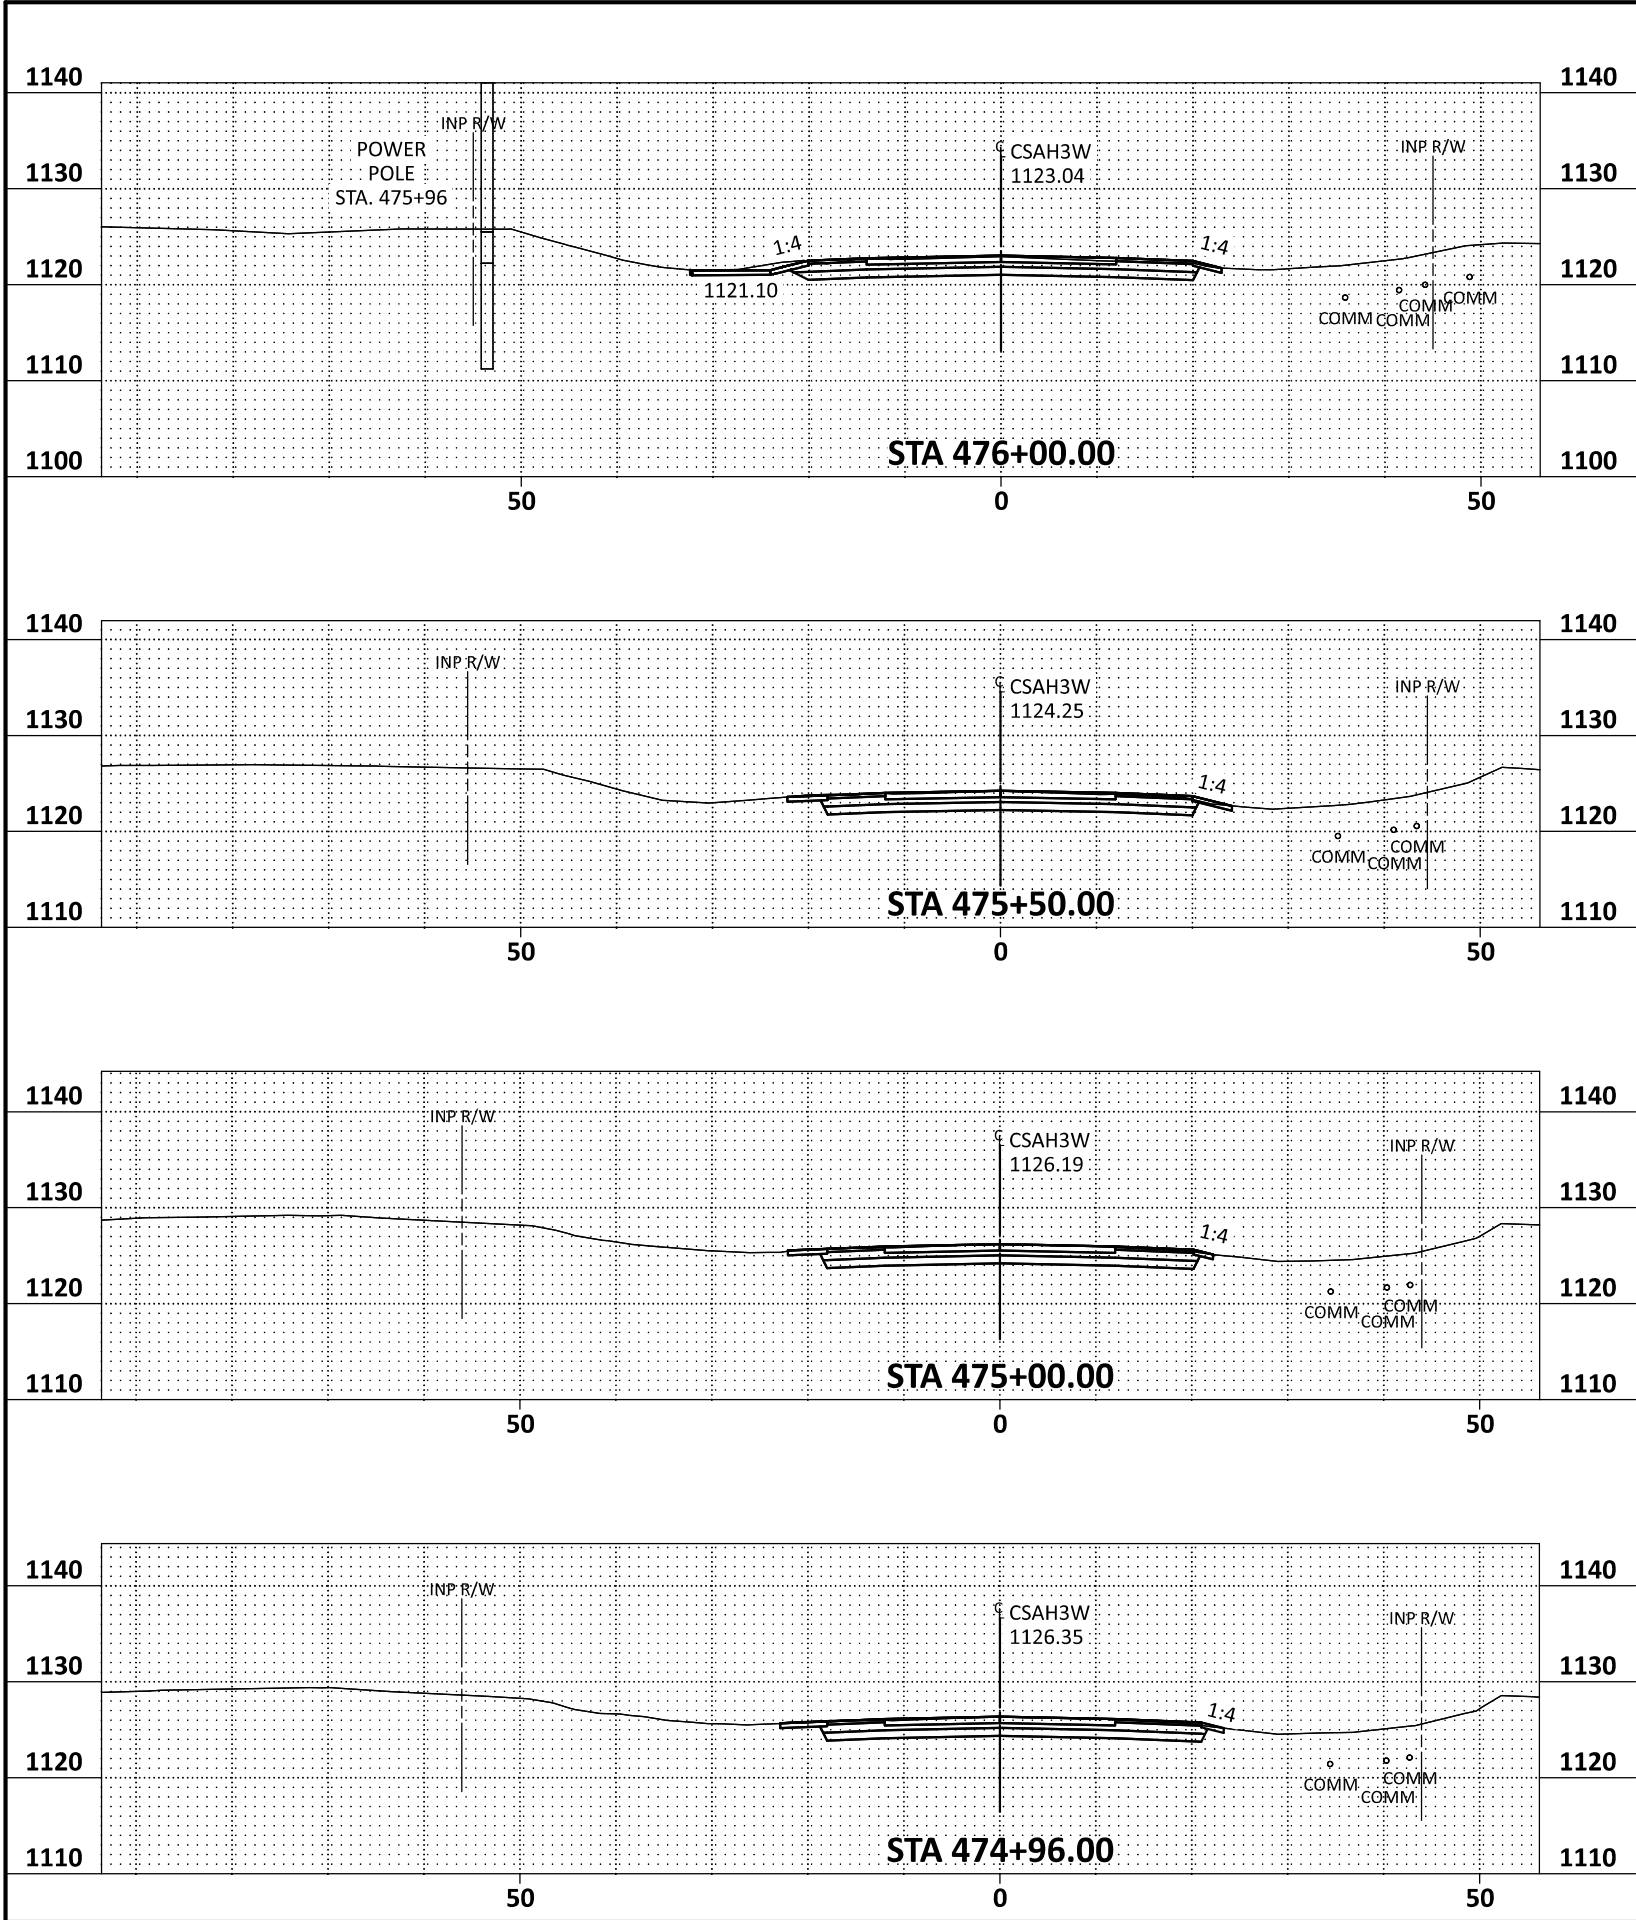 1140 1140
INP R/W
POWER
POLE
STA. 475+96
℄ CSAH3W
1123.04
INP R/W
1130 1130
1:4 1:4
1120 1120
1121.10
COMM COMM COMM COMM
1110 1110
STA 476+00.00
1100 1100
50 0 50
1140 1140
INP R/W
℄ CSAH3W
1124.25
INP R/W
1130 1130
1:4
1120 1120
COMM COMM COMM
STA 475+50.00
1110 1110
50 0 50
1140 1140
INP R/W
℄ CSAH3W
1126.19
INP R/W
1130 1130
1:4
1120 1120
COMM COMM COMM
STA 475+00.00
1110 1110
50 0 50
1140 1140
INP R/W
℄ CSAH3W
1126.35
INP R/W
1130 1130
1:4
1120 1120
COMM COMM COMM
STA 474+96.00
1110 1110
50 0 50